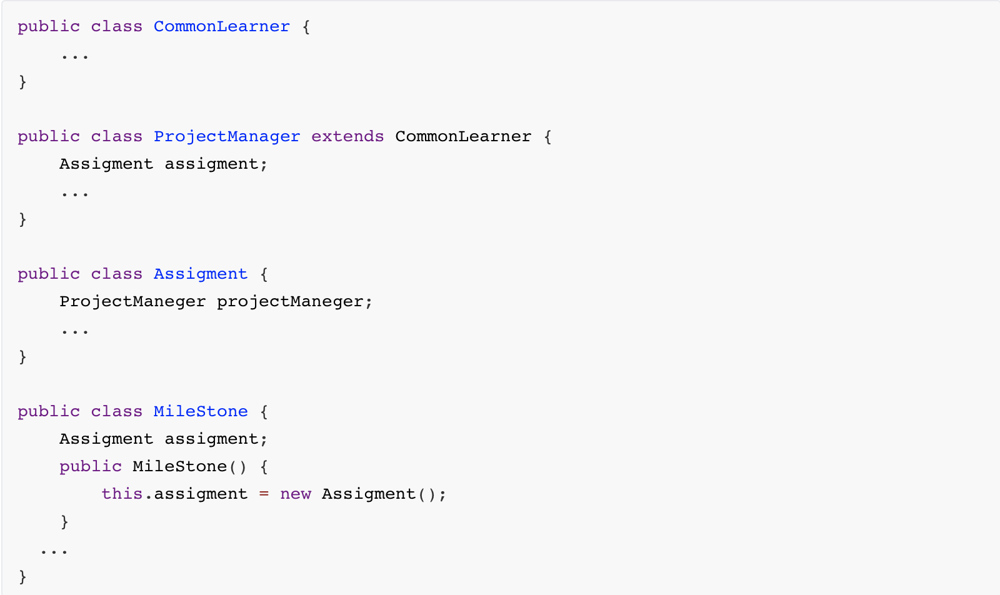 public class CommonLearner {
    ...
}

public class ProjectManager extends CommonLearner {
    Assigment assigment;
    ...
}

public class Assigment {
    ProjectManeger projectManeger;
    ...
}

public class MileStone {
    Assigment assigment;
    public MileStone() {
        this.assigment = new Assigment();
    }
  ...
}